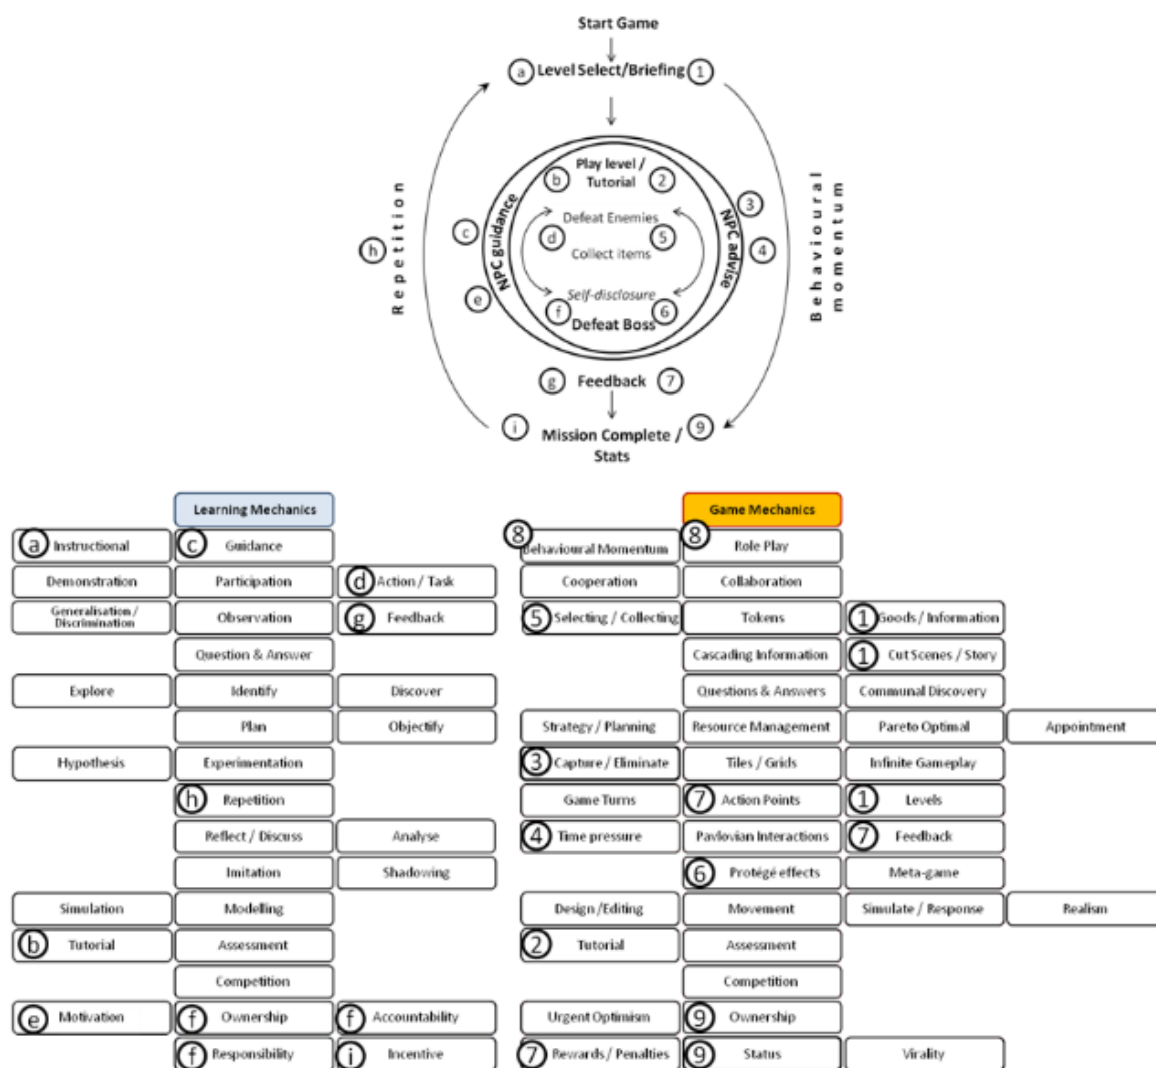 Start Game
a Level Select/Briefing 1
Play level /
b Tutorial 2
Defeat Enemies
d 5
Collect items
Self-disclosure
f 6
Defeat Boss
NPC guidance
c
e
NPC advise
3
4
h Repetition
Behavioural
momentum
g Feedback 7
i Mission Complete / 9
Stats
Learning Mechanics
a Instructional c Guidance
Demonstration Participation d Action / Task
Generalisation /
Discrimination Observation g Feedback
Question & Answer
Explore Identify Discover
Plan Objectify
Hypothesis Experimentation
h Repetition
Reflect / Discuss Analyse
Imitation Shadowing
Simulation Modelling
b Tutorial Assessment
Competition
e Motivation f Ownership f Accountability
f Responsibility i Incentive
Game Mechanics
8 Behavioural Momentum 8 Role Play
Cooperation Collaboration
5 Selecting / Collecting Tokens 1 Goods / Information
Cascading Information 1 Cut Scenes / Story
Questions & Answers Communal Discovery
Strategy / Planning Resource Management Pareto Optimal Appointment
3 Capture / Eliminate Tiles / Grids Infinite Gameplay
Game Turns 7 Action Points 1 Levels
4 Time pressure Pavlovian Interactions 7 Feedback
6 Protégé effects Meta-game
Design /Editing Movement Simulate / Response Realism
2 Tutorial Assessment
Competition
Urgent Optimism 9 Ownership
7 Rewards / Penalties 9 Status Virality